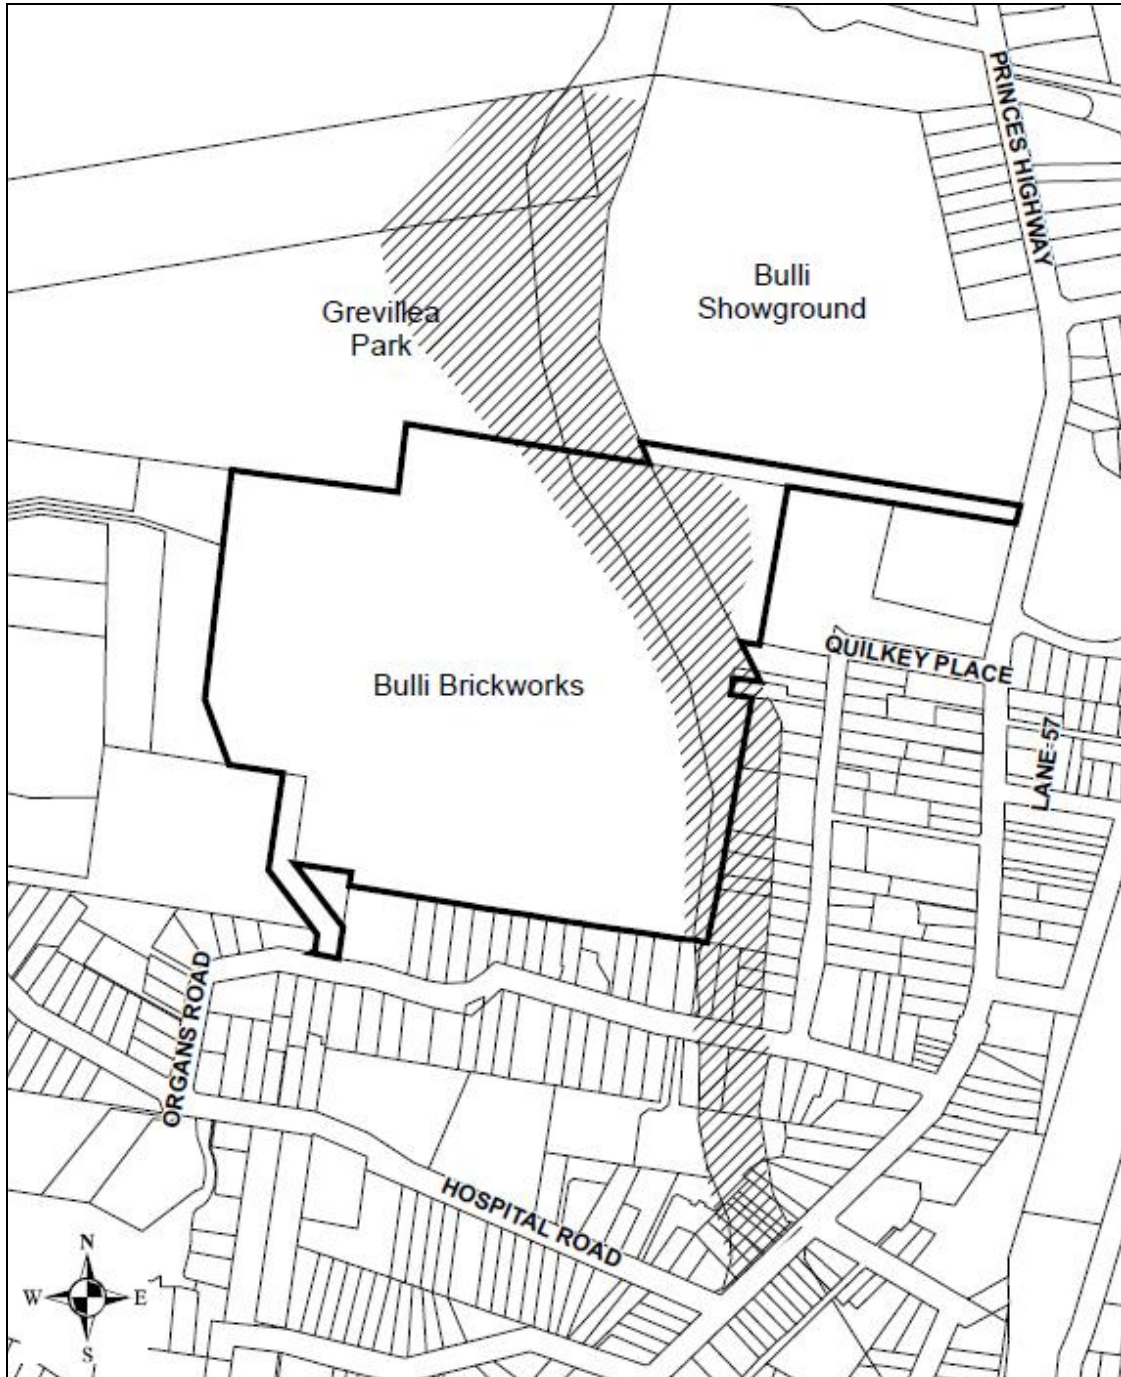 PRINCES HIGHWAY
Bulli
Showground
Grevillea
Park
QUILKEY PLACE
Bulli Brickworks
LANE 57
ORGANS ROAD
HOSPITAL ROAD
N
W E
S